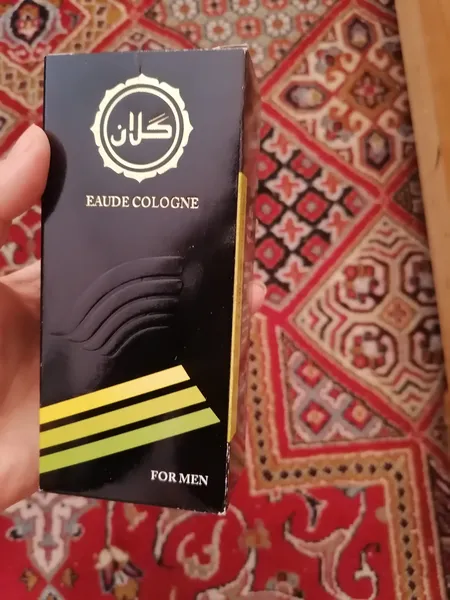 گلان
EAUDE COLOGNE
FOR MEN